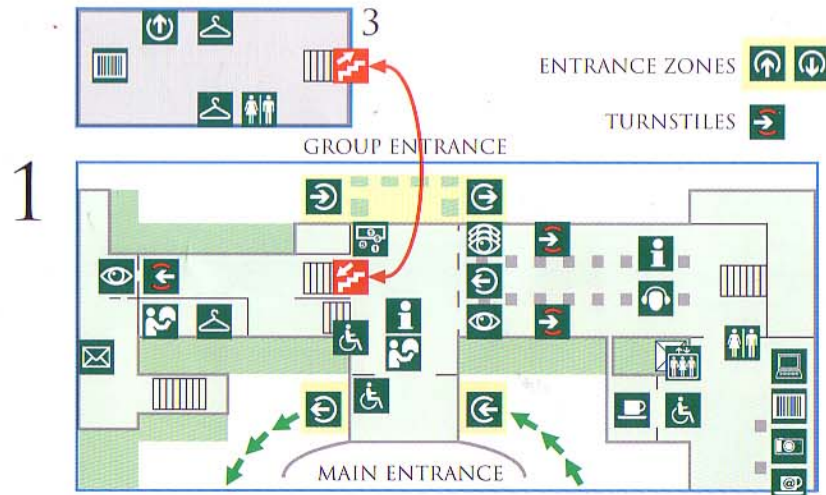 3
ENTRANCE ZONES
TURNSTILES
GROUP ENTRANCE
1
MAIN ENTRANCE
@